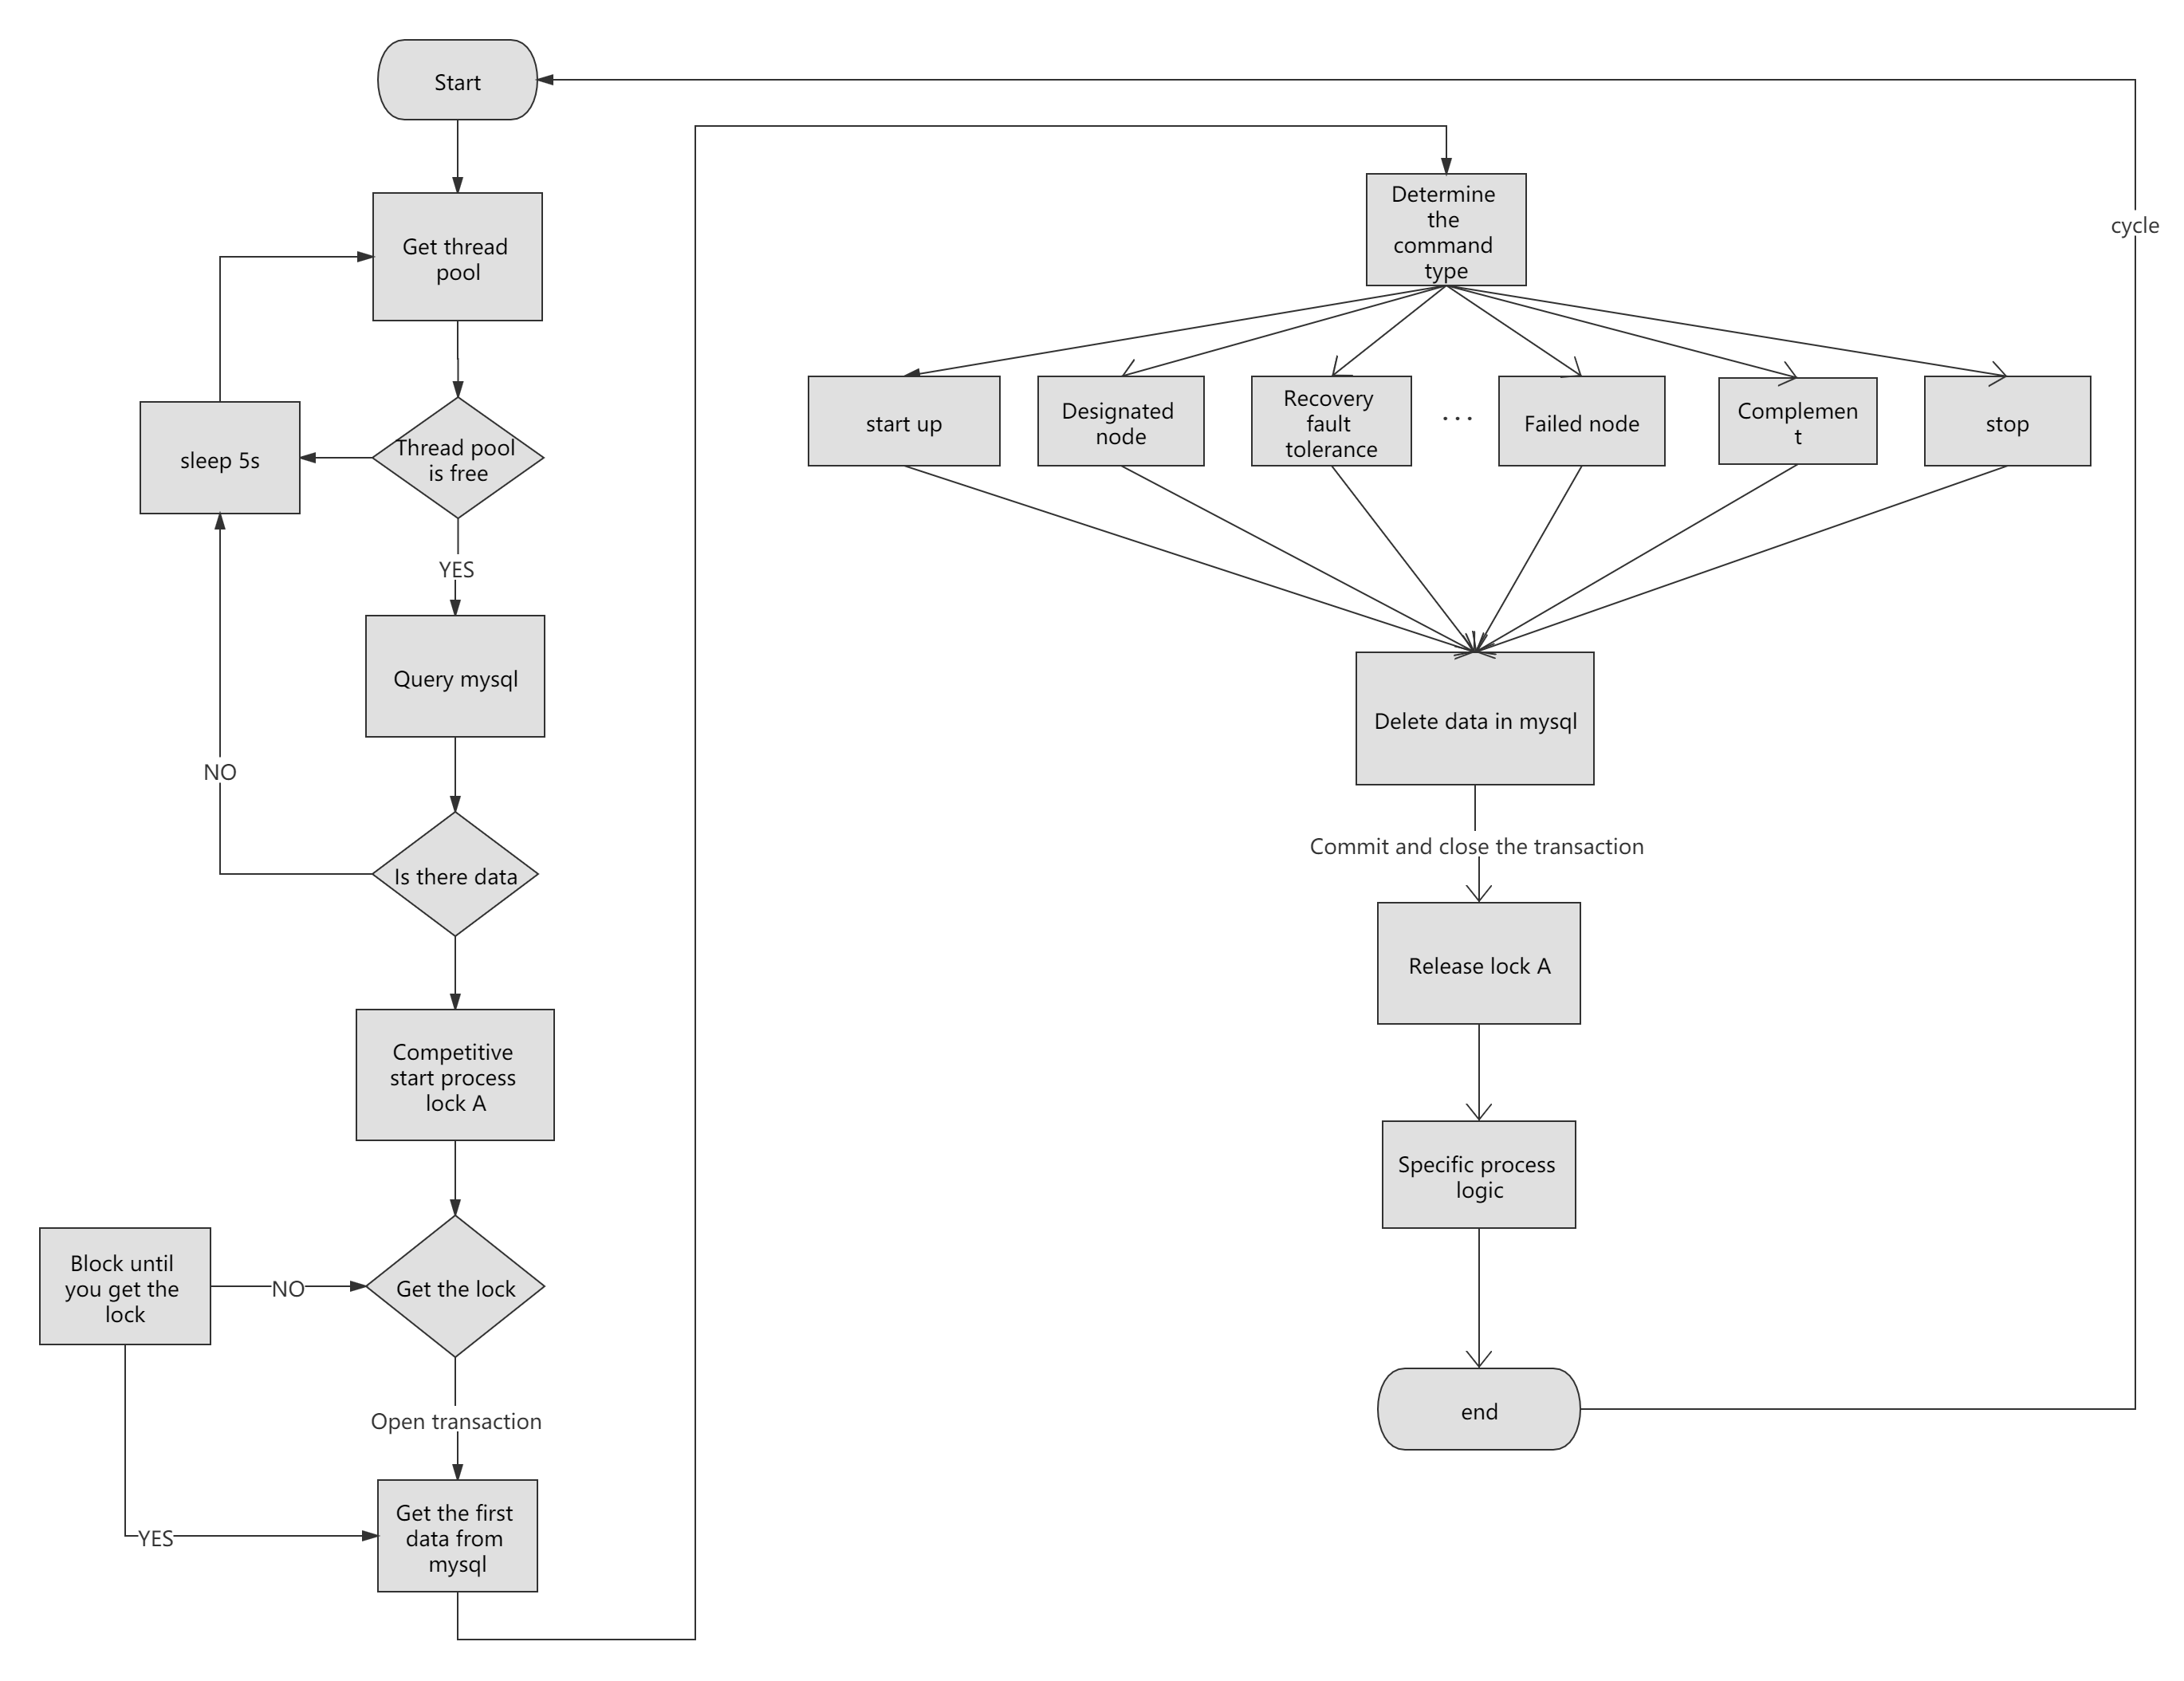 Start
Get thread
pool
Thread pool
is free
sleep 5s
YES
Query mysql
NO
Is there data
Competitive
start process
lock A
Block until
you get the
lock
NO
Get the lock
Open transaction
YES
Get the first
data from
mysql
cycle
Determine
the
command
type
start up
Designated
node
Recovery
fault
tolerance
...
Failed node
Complemen
t
stop
Delete data in mysql
Commit and close the transaction
Release lock A
Specific process
logic
end